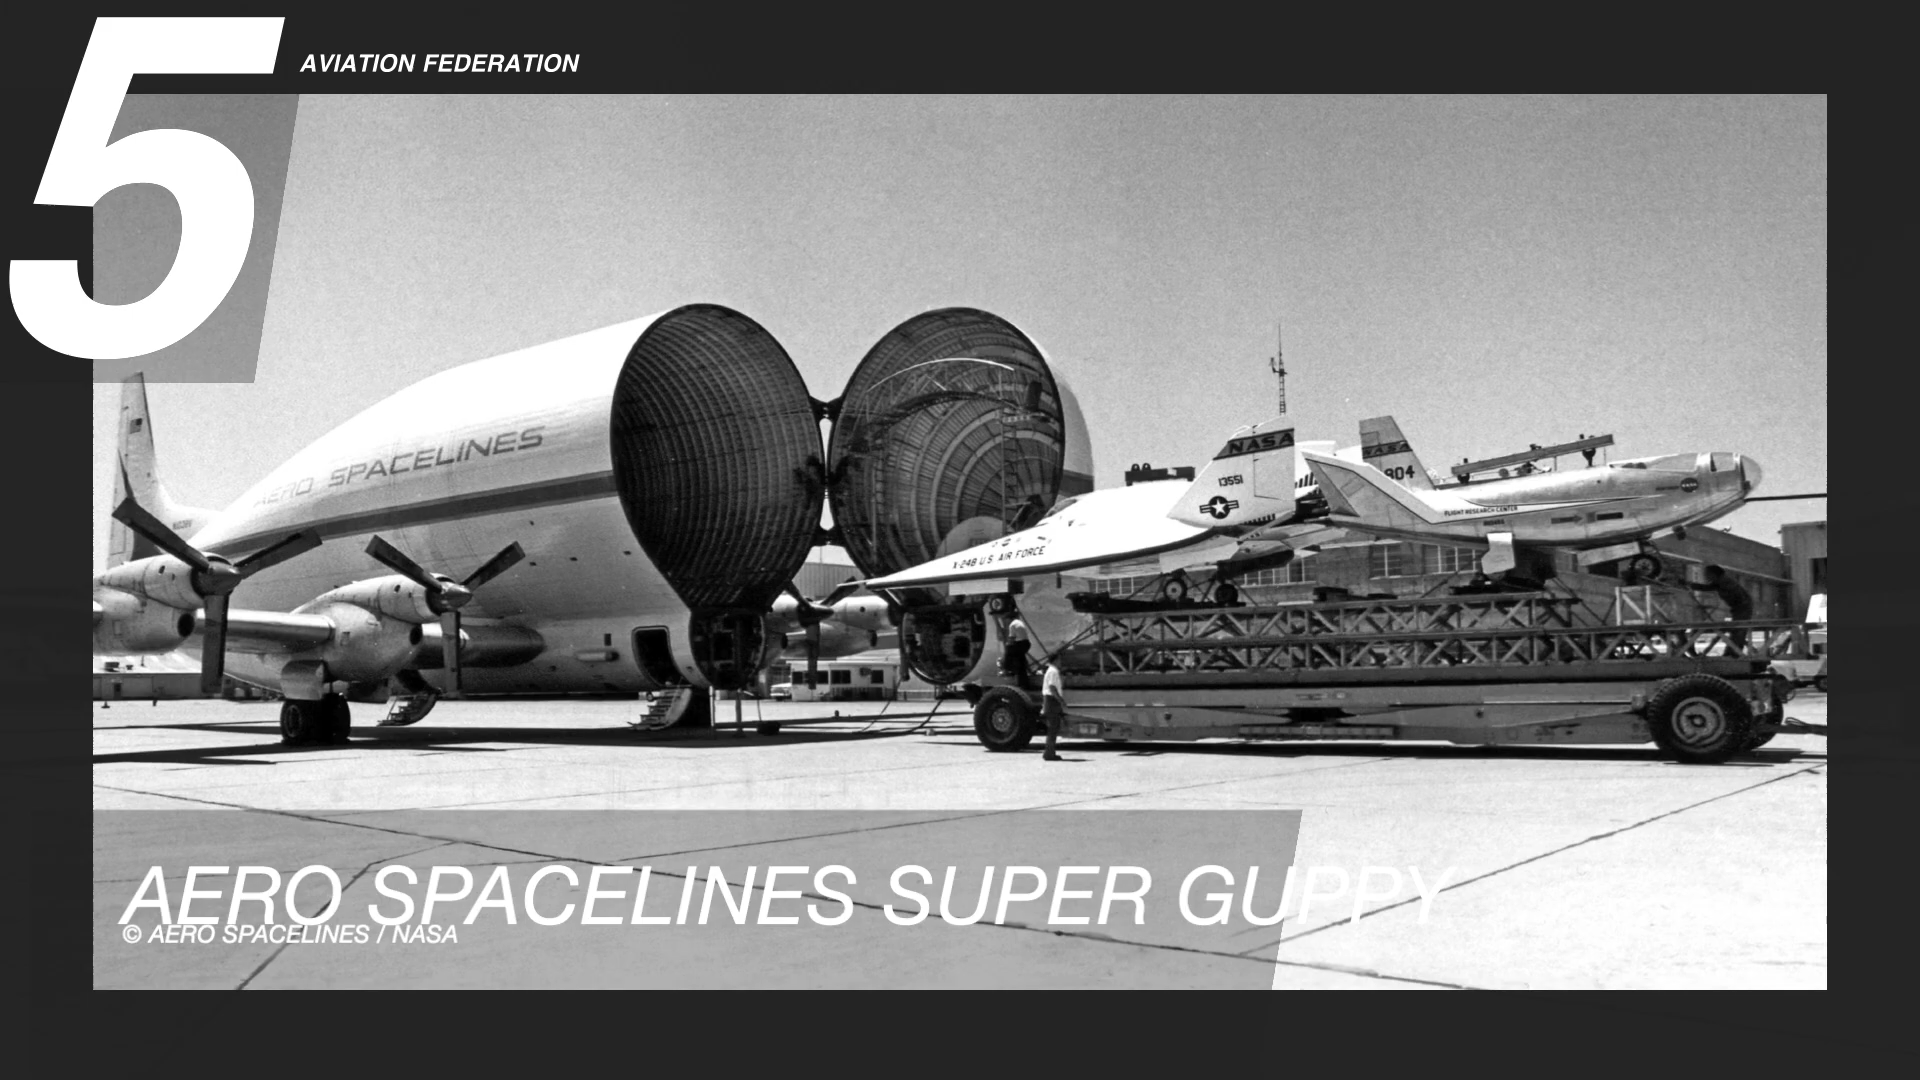 5
AVIATION FEDERATION
AERO SPACELINES
NASA
13551
NASA
804
FLIGHT RESEARCH CENTER
X-24B U.S. AIR FORCE
AERO SPACELINES SUPER GUPPY
© AERO SPACELINES / NASA